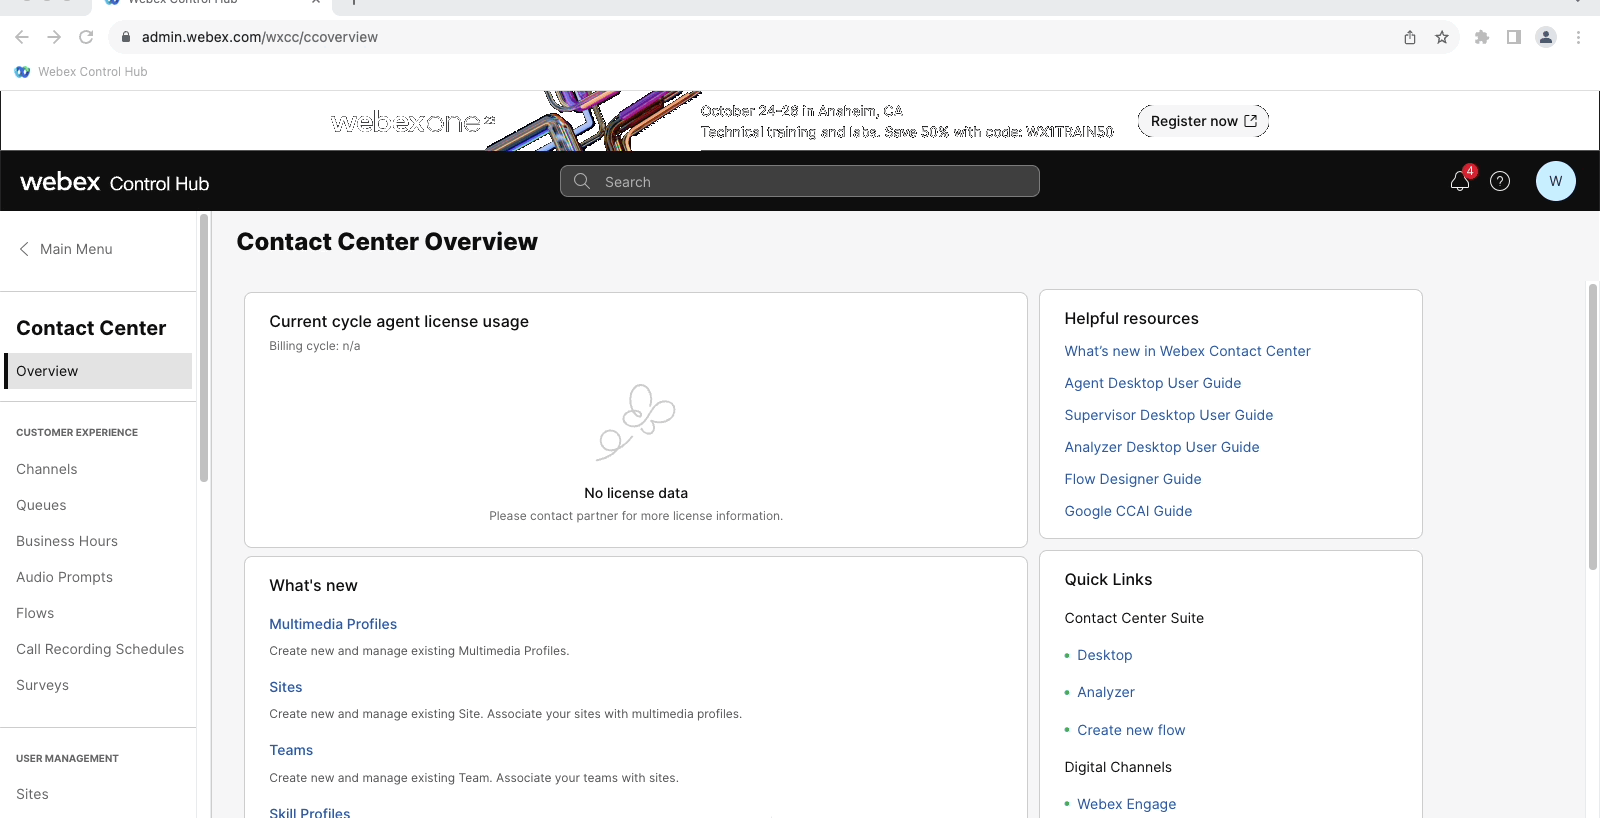 Webex Control Hub
admin.webex.com/wxcc/ccoverview
Webex Control Hub
webexone
October 24-26 in Anaheim, CA
Technical training and labs. Save 50% with code: WX1TRAIN50
Register now
webex Control Hub
Search
4
W
Main Menu
Contact Center
Overview
CUSTOMER EXPERIENCE
Channels
Queues
Business Hours
Audio Prompts
Flows
Call Recording Schedules
Surveys
USER MANAGEMENT
Sites
Contact Center Overview
Current cycle agent license usage
Billing cycle: n/a
No license data
Please contact partner for more license information.
What's new
Multimedia Profiles
Create new and manage existing Multimedia Profiles.
Sites
Create new and manage existing Site. Associate your sites with multimedia profiles.
Teams
Create new and manage existing Team. Associate your teams with sites.
Skill Profiles
Helpful resources
What’s new in Webex Contact Center
Agent Desktop User Guide
Supervisor Desktop User Guide
Analyzer Desktop User Guide
Flow Designer Guide
Google CCAI Guide
Quick Links
Contact Center Suite
Desktop
Analyzer
Create new flow
Digital Channels
Webex Engage